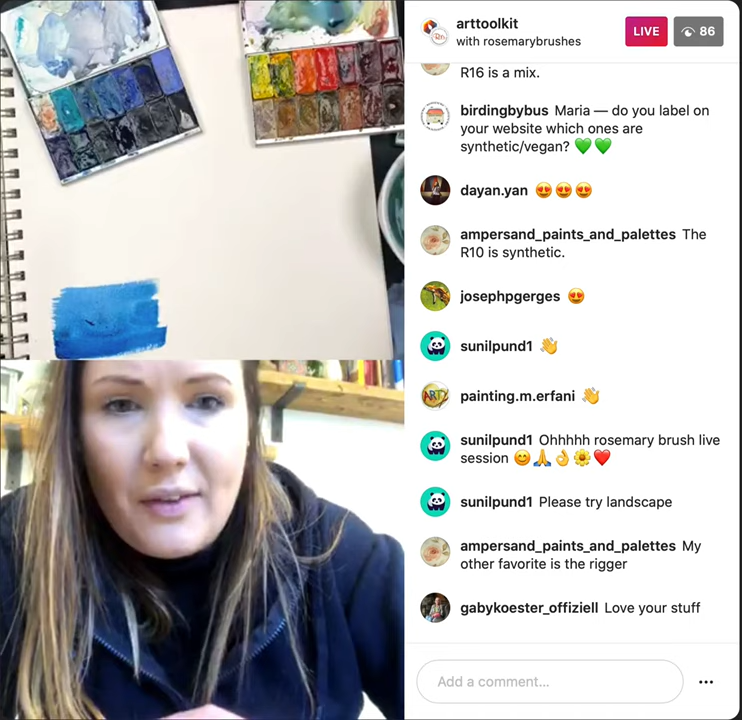 arttoolkit
with rosemarybrushes
LIVE
86
R16 is a mix.
birdingbybus Maria — do you label on
your website which ones are
synthetic/vegan? 💚💚
dayan.yan 😍😍😍
ampersand_paints_and_palettes The
R10 is synthetic.
josephpgerges 😍
sunilpund1 👋
painting.m.erfani 👋
sunilpund1 Ohhhhh rosemary brush live
session 😊🙏👌🌼❤️
sunilpund1 Please try landscape
ampersand_paints_and_palettes My
other favorite is the rigger
gabykoester_offiziell Love your stuff
Add a comment...